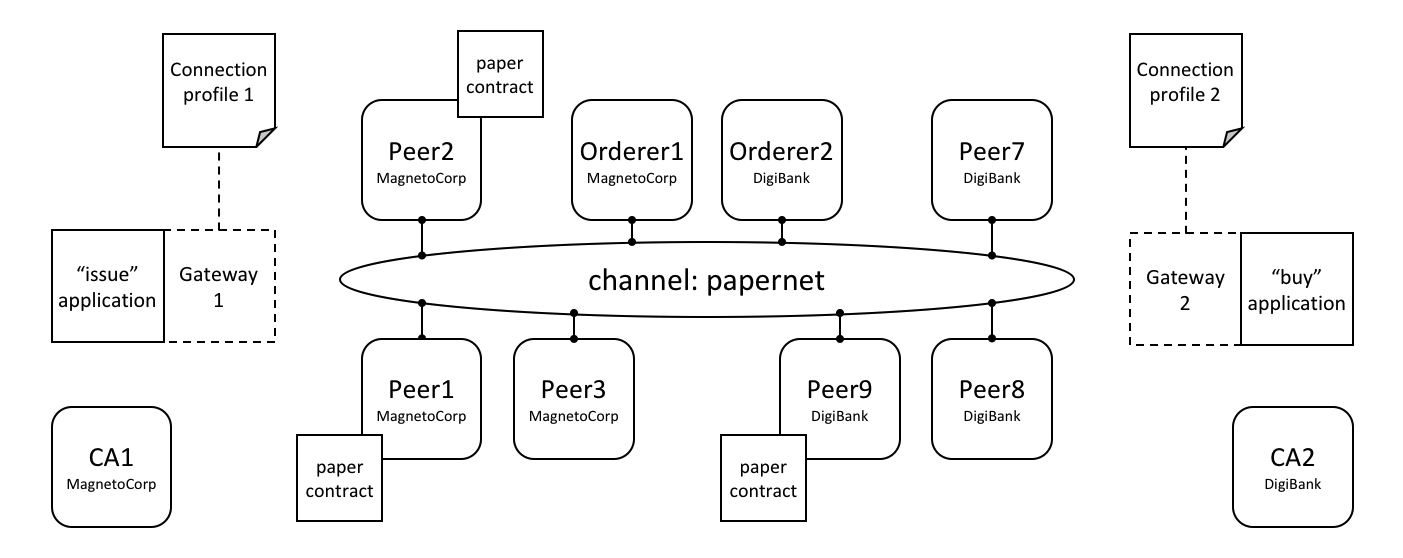 Connection
profile 1
paper
contract
Connection
profile 2
Peer2
MagnetoCorp
Orderer1
MagnetoCorp
Orderer2
DigiBank
Peer7
DigiBank
“issue”
application
Gateway
1
channel: papernet
Gateway
2
“buy”
application
Peer1
MagnetoCorp
Peer3
MagnetoCorp
Peer9
DigiBank
Peer8
DigiBank
CA1
MagnetoCorp
paper
contract
paper
contract
CA2
DigiBank